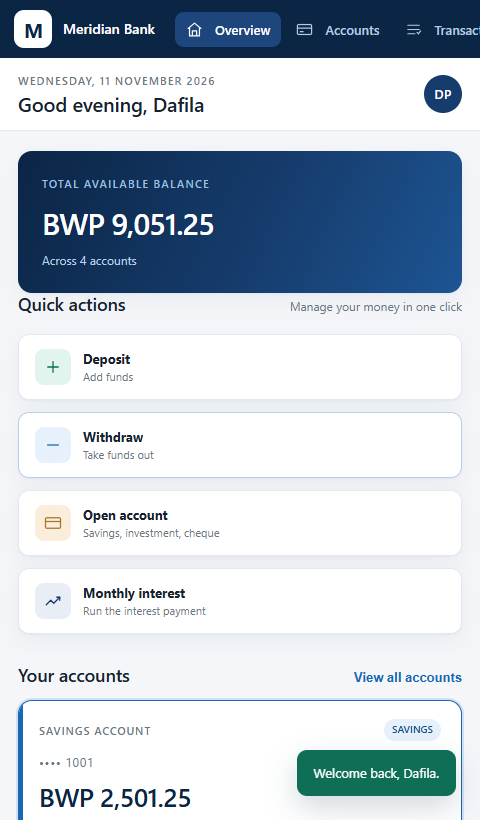 M
Meridian Bank
Overview
Accounts
WEDNESDAY, 11 NOVEMBER 2026
Good evening, Dafila
DP
TOTAL AVAILABLE BALANCE
BWP 9,051.25
Across 4 accounts
Quick actions
Manage your money in one click
Deposit
Add funds
Withdraw
Take funds out
Open account
Savings, investment, cheque
Monthly interest
Run the interest payment
Your accounts
View all accounts
SAVINGS ACCOUNT
SAVINGS
•••• 1001
Welcome back, Dafila.
BWP 2,501.25